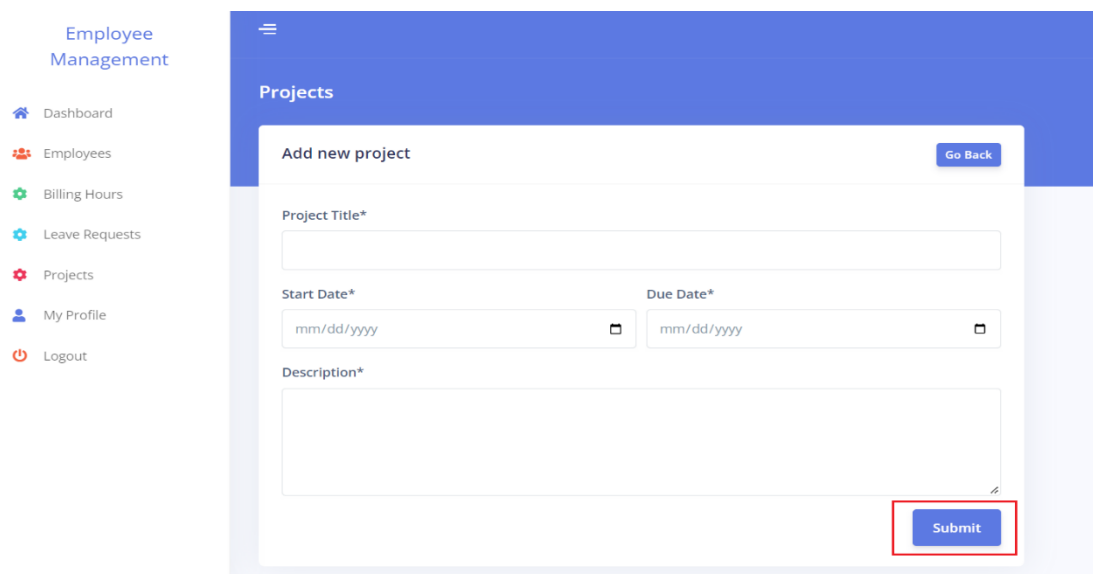 Employee
Management
Dashboard
Employees
Billing Hours
Leave Requests
Projects
My Profile
Logout
Projects
Add new project
Go Back
Project Title*
Start Date*
Due Date*
mm/dd/yyyy
mm/dd/yyyy
Description*
Submit